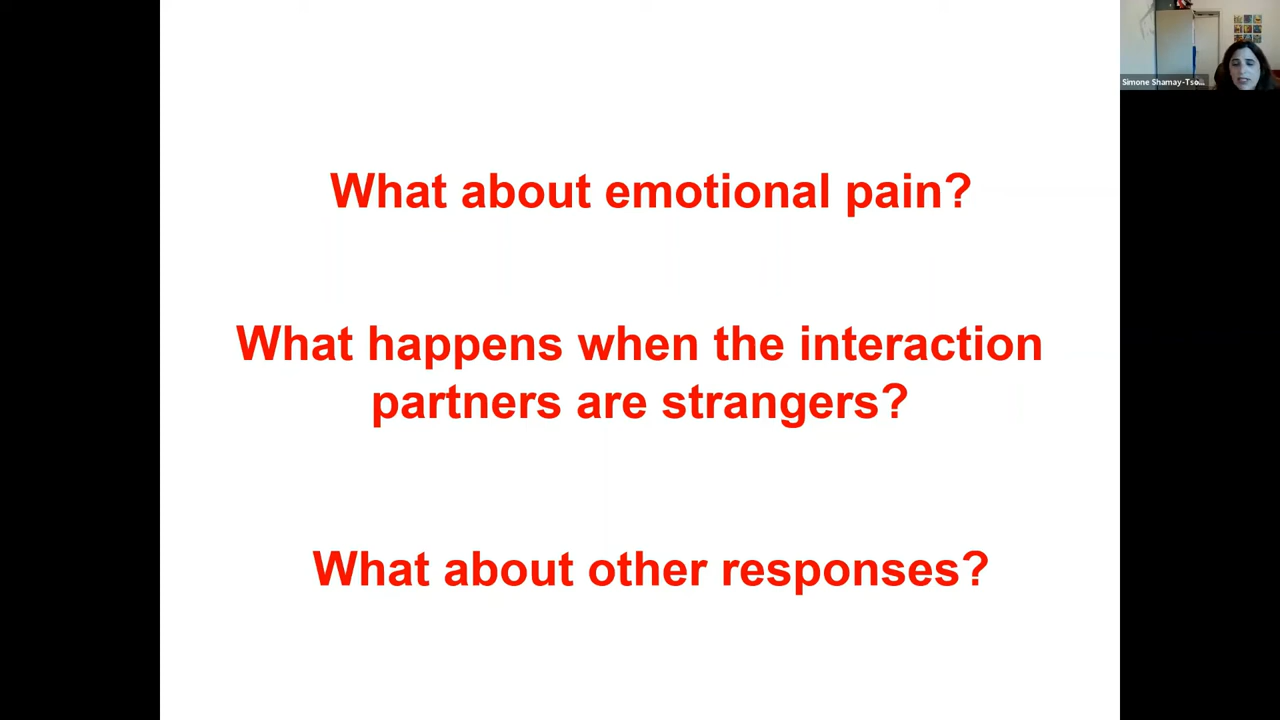 Simone Shamay-Tso...
What about emotional pain?
What happens when the interaction
partners are strangers?
What about other responses?